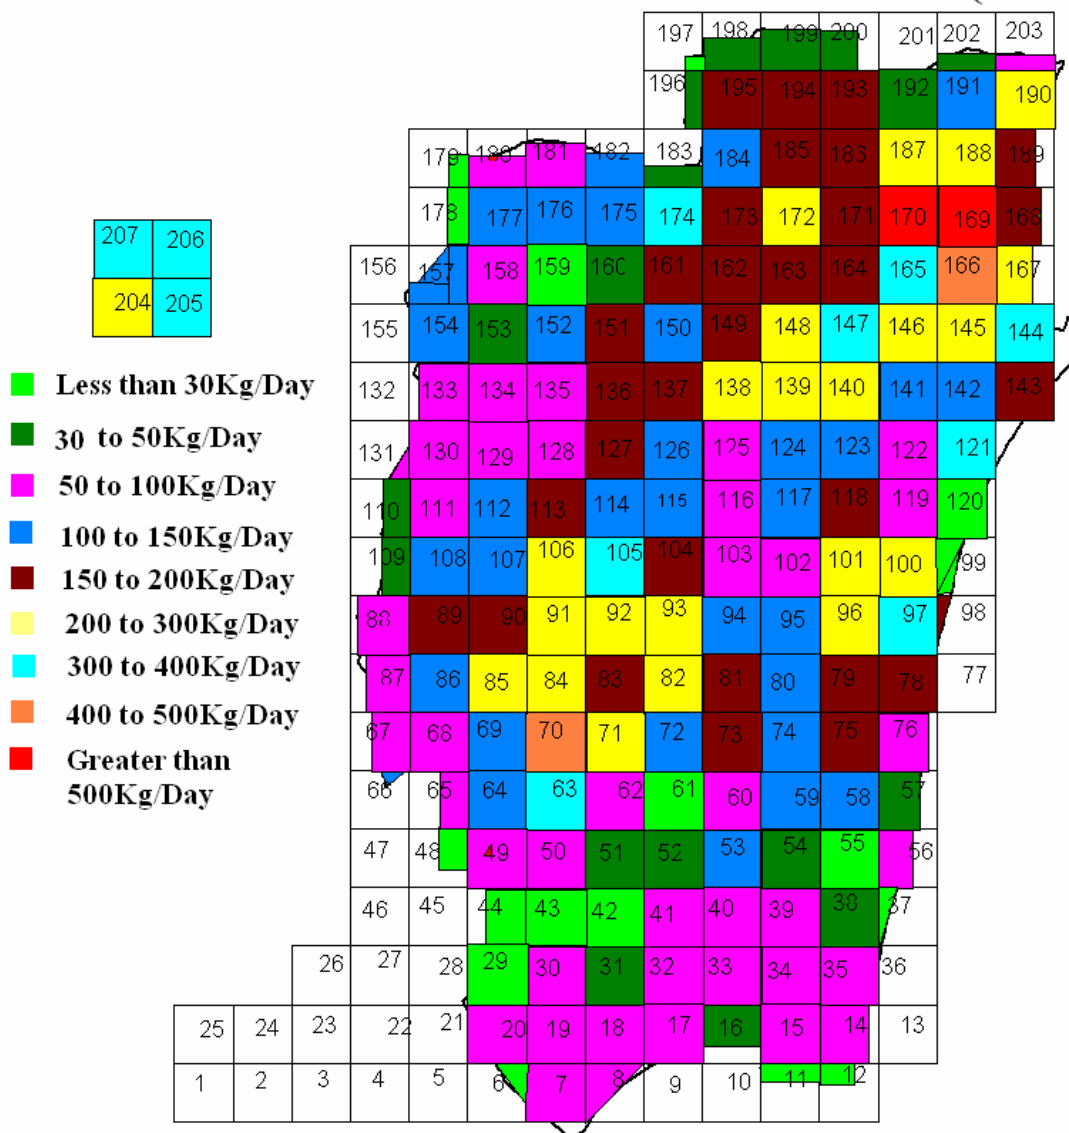 197 198 199 200 201 202 203
196 195 194 193 192 191 190
179 180 181 182 183 184 185 186 187 188 189
178 177 176 175 174 173 172 171 170 169 168
207 206
156 157 158 159 160 161 162 163 164 165 166 167
204 205
155 154 153 152 151 150 149 148 147 146 145 144
Less than 30Kg/Day
132 133 134 135 136 137 138 139 140 141 142 143
30 to 50Kg/Day
131 130 129 128 127 126 125 124 123 122 121
50 to 100Kg/Day
110 111 112 113 114 115 116 117 118 119 120
100 to 150Kg/Day
109 108 107 106 105 104 103 102 101 100 99
150 to 200Kg/Day
88 89 90 91 92 93 94 95 96 97 98
200 to 300Kg/Day
300 to 400Kg/Day
87 86 85 84 83 82 81 80 79 78 77
400 to 500Kg/Day
67 68 69 70 71 72 73 74 75 76
Greater than
500Kg/Day
66 65 64 63 62 61 60 59 58 57
47 48 49 50 51 52 53 54 55 56
46 45 44 43 42 41 40 39 38 37
26 27 28 29 30 31 32 33 34 35 36
25 24 23 22 21 20 19 18 17 16 15 14 13
1 2 3 4 5 6 7 8 9 10 11 12